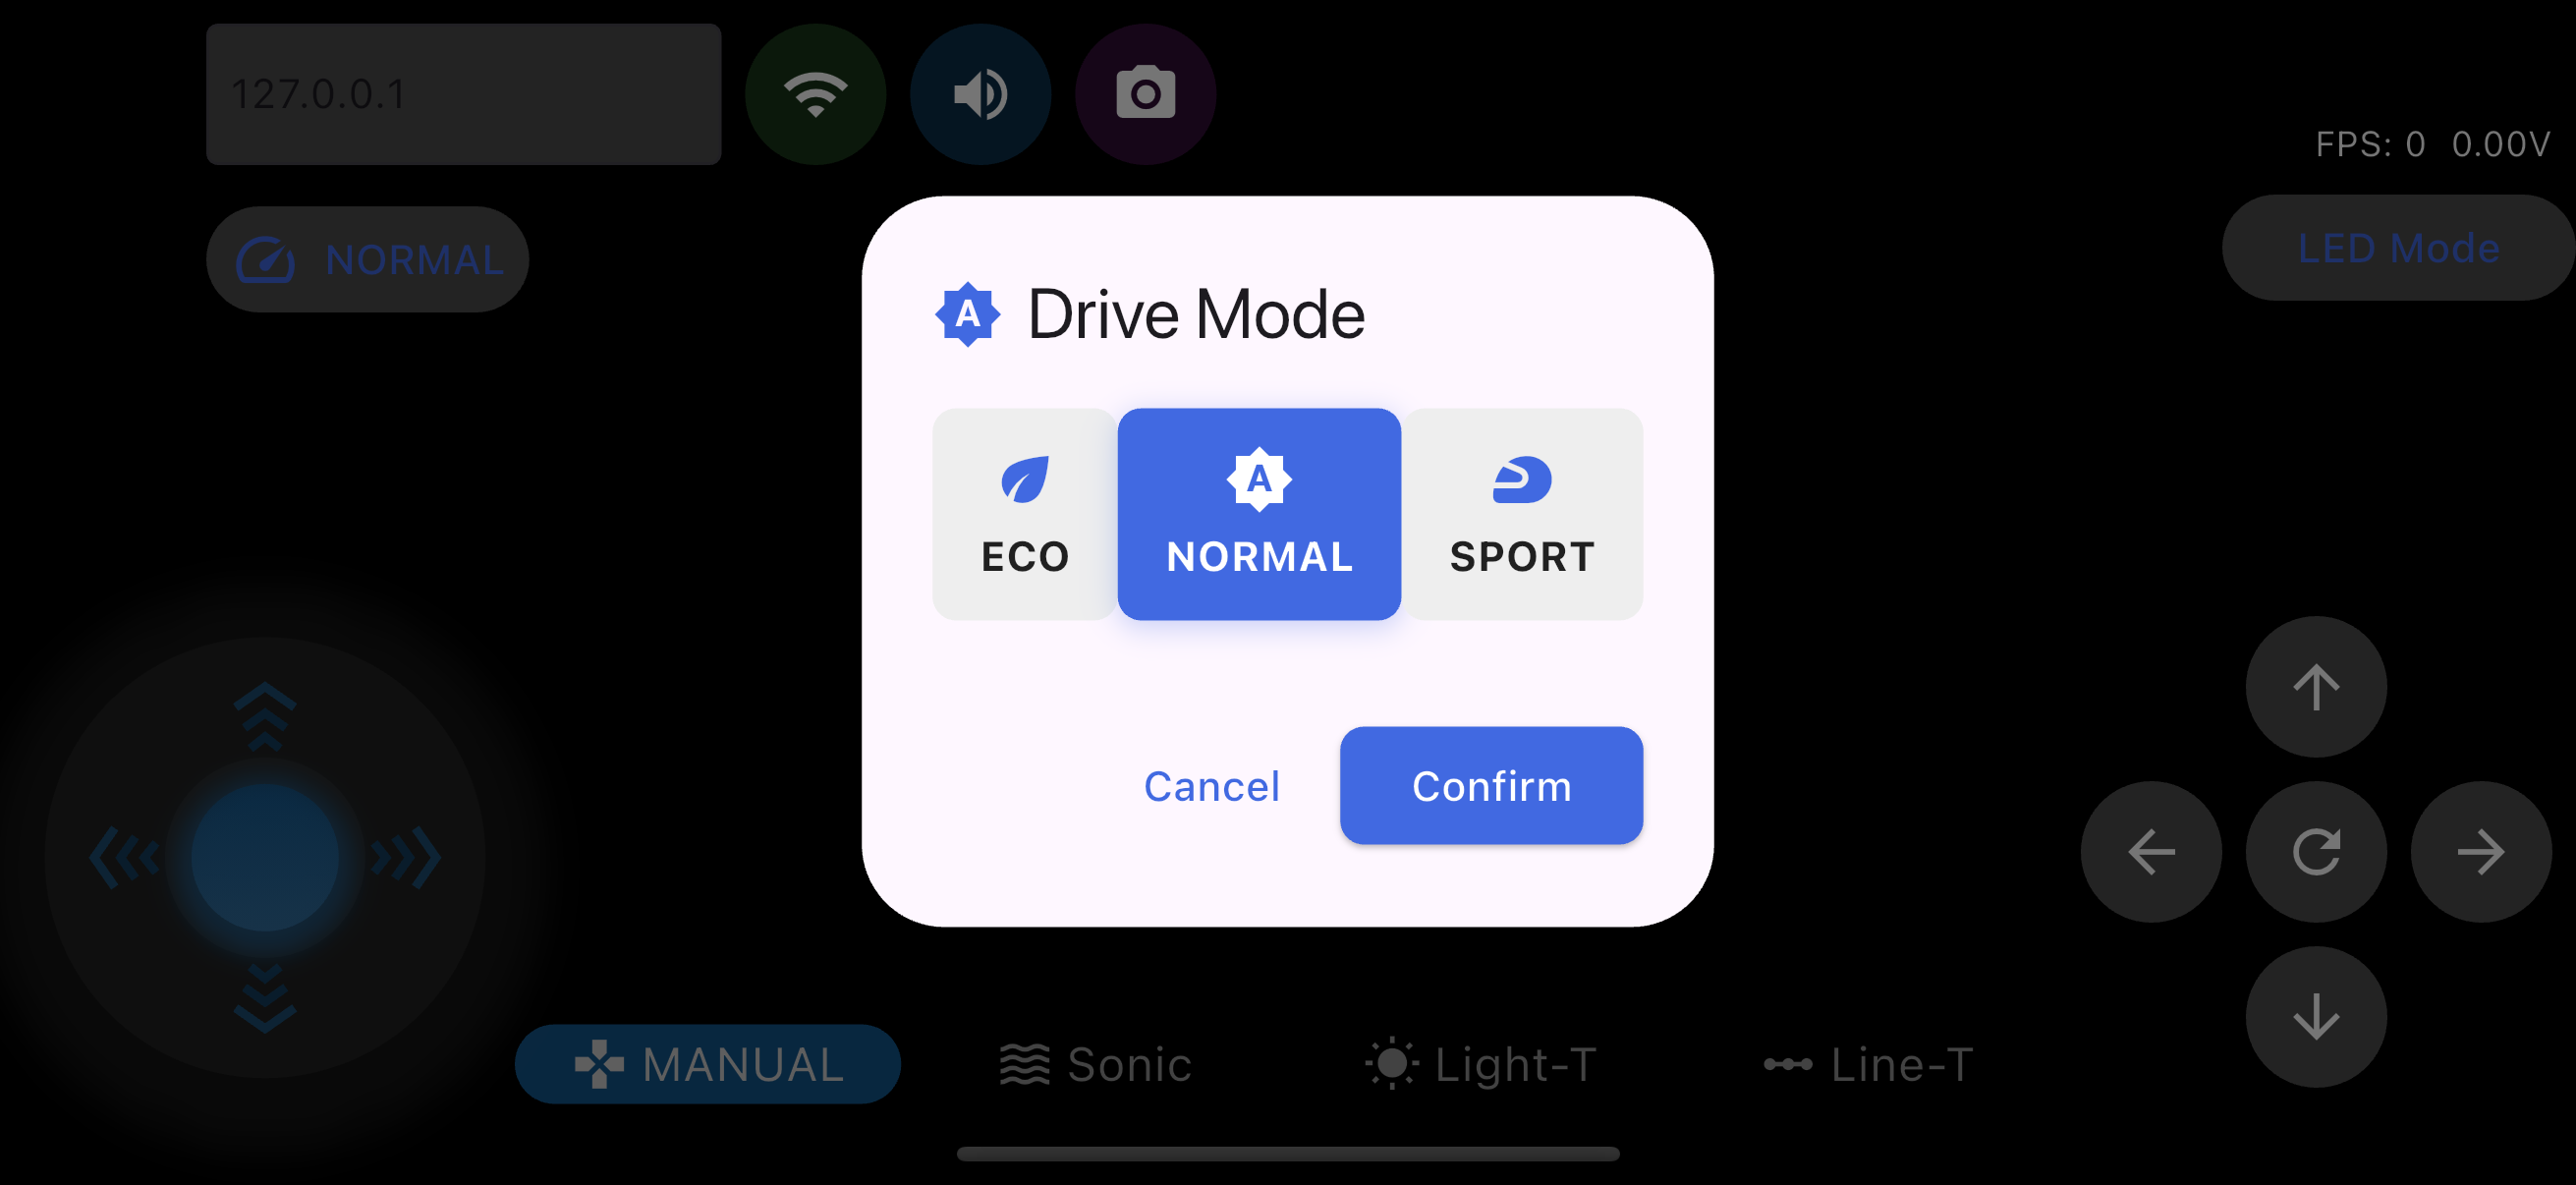 127.0.0.1
FPS: 0 0.00V
NORMAL
LED Mode
A Drive Mode
A
ECO
NORMAL
SPORT
Cancel
Confirm
MANUAL
Sonic
Light-T
Line-T